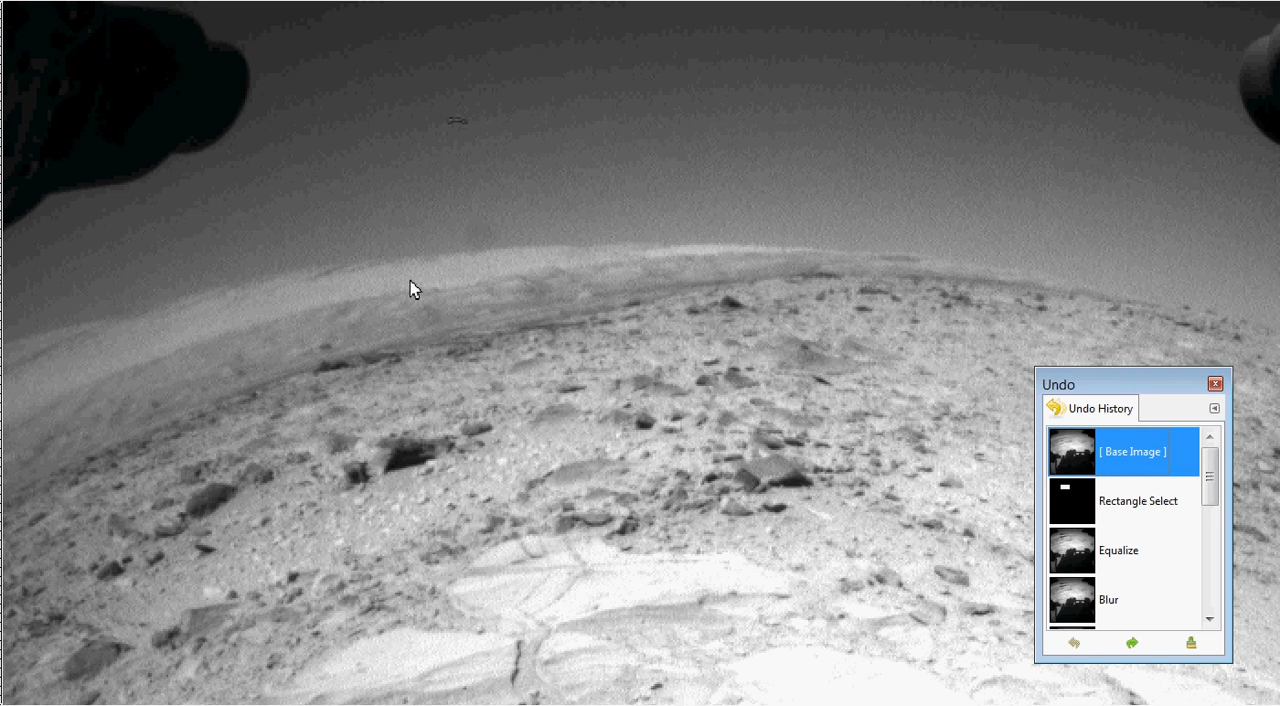 Undo
Undo History
[ Base Image ]
Rectangle Select
Equalize
Blur